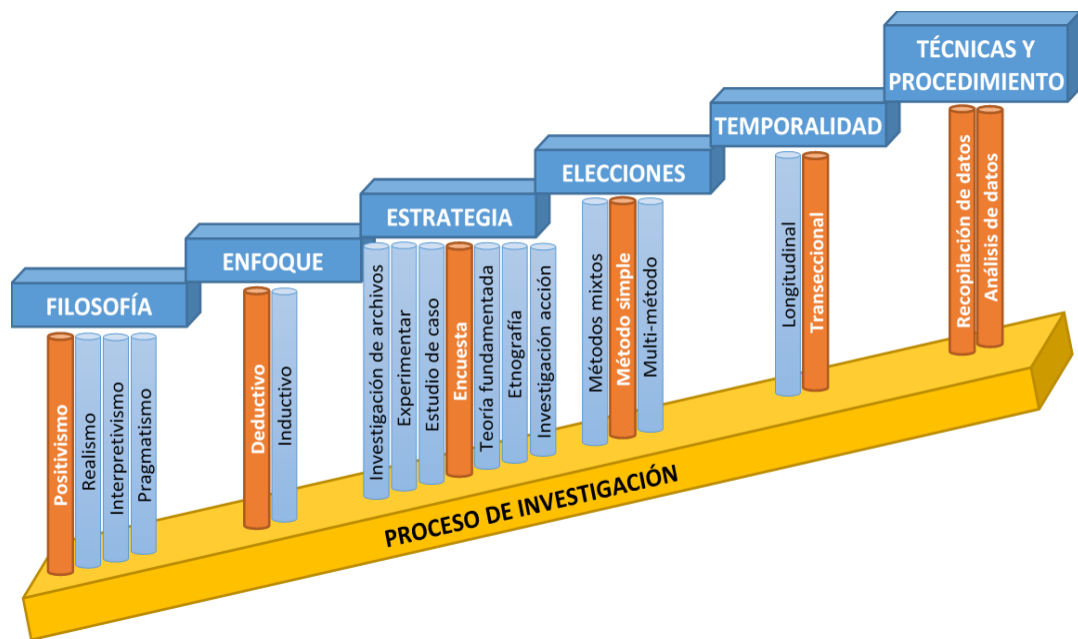 FILOSOFÍA
Positivismo
Realismo
Interpretivismo
Pragmatismo
ENFOQUE
Deductivo
Inductivo
ESTRATEGIA
Investigación de archivos
Experimentar
Estudio de caso
Encuesta
Teoría fundamentada
Etnografía
Investigación acción
ELECCIONES
Métodos mixtos
Método simple
Multi-método
TEMPORALIDAD
Longitudinal
Transeccional
TÉCNICAS Y
PROCEDIMIENTO
Recopilación de datos
Análisis de datos
PROCESO DE INVESTIGACIÓN